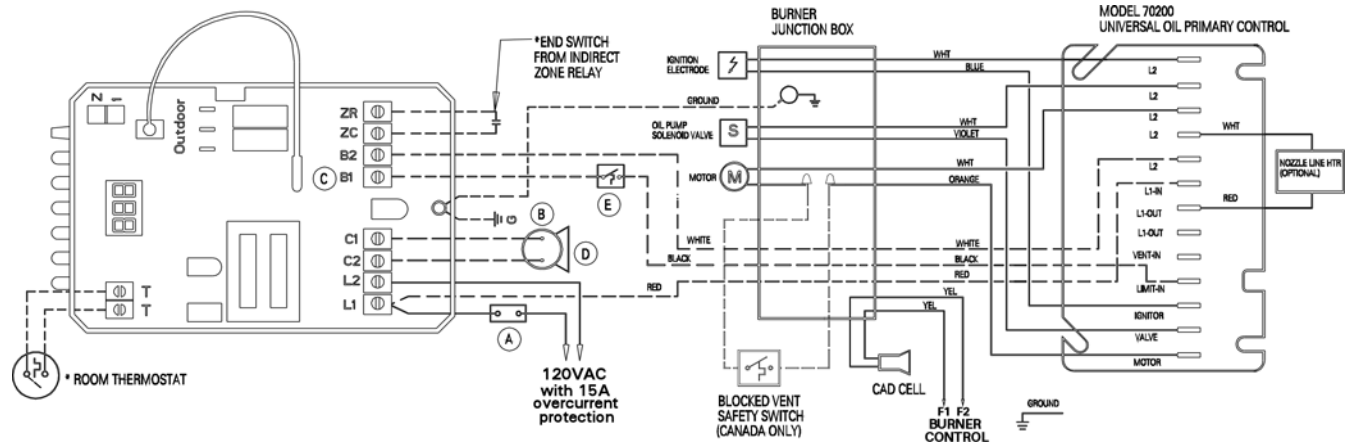 BURNER
JUNCTION BOX
MODEL 70200
UNIVERSAL OIL PRIMARY CONTROL
*END SWITCH
FROM INDIRECT
ZONE RELAY
IGNITION
ELECTRODE
WHT
BLUE
L2
GROUND
L2
OIL PUMP
SOLENOID VALVE
S
WHT
VIOLET
L2
L2
WHT
MOTOR
M
WHT
ORANGE
L2
NOZZLE LINE HTR
(OPTIONAL)
L1-IN
RED
L1-OUT
L1-OUT
WHITE
WHITE
VENT-IN
BLACK
BLACK
RED
RED
LIMIT-IN
YEL
YEL
IGNITOR
VALVE
MOTOR
Z
Outdoor
ZR
ZC
B2
C
B1
E
G
B
C1
C2
D
L2
L1
A
T
T
* ROOM THERMOSTAT
120VAC
with 15A
overcurrent
protection
BLOCKED VENT
SAFETY SWITCH
(CANADA ONLY)
CAD CELL
F1 F2
BURNER
CONTROL
GROUND